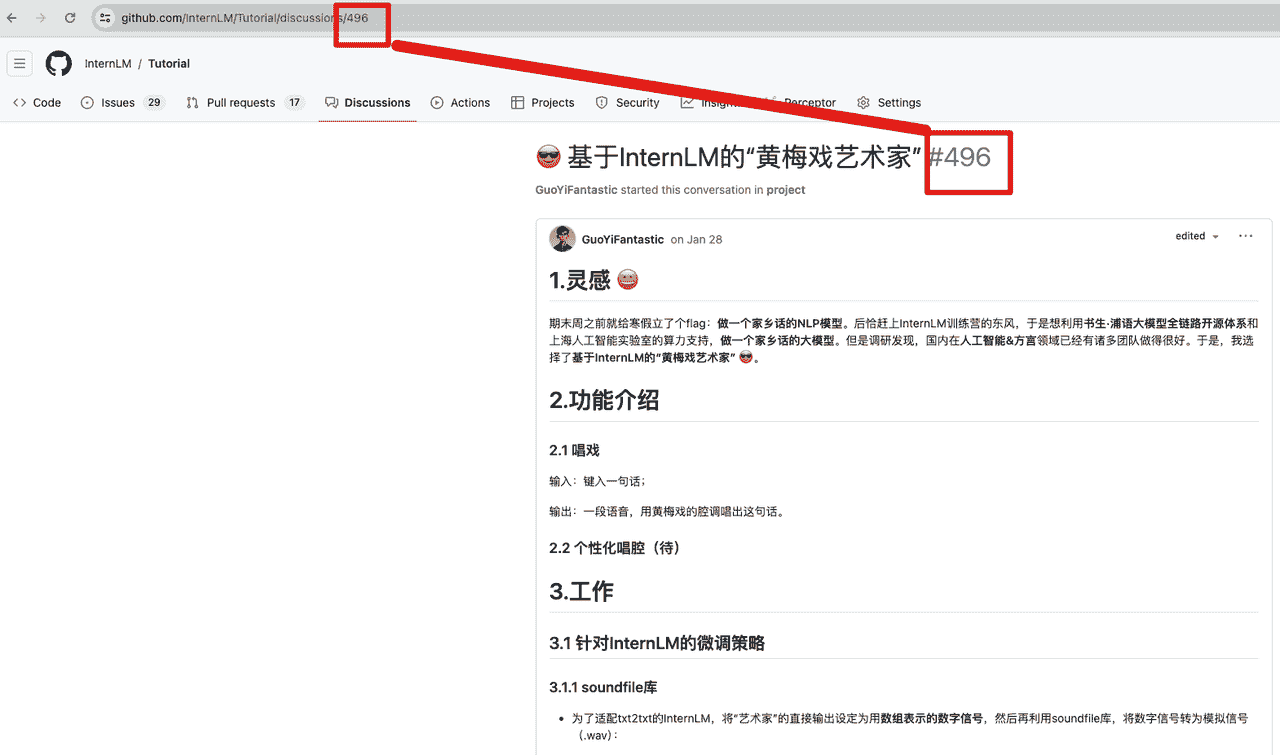 github.com/InternLM/Tutorial/discussions/496
InternLM / Tutorial
Code Issues 29 Pull requests 17 Discussions Actions Projects Security Perceptor Settings
基于InternLM的“黄梅戏艺术家” #496
GuoYiFantastic started this conversation in project
GuoYiFantastic on Jan 28 edited
1.灵感
期末周之前就给寒假立了个flag：做一个家乡话的NLP模型。后恰赶上InternLM训练营的东风，于是想利用书生·浦语大模型全链路开源体系和
上海人工智能实验室的算力支持，做一个家乡话的大模型。但是调研发现，国内在人工智能&方言领域已经有诸多团队做得很好。于是，我选
择了基于InternLM的“黄梅戏艺术家” 。
2.功能介绍
2.1 唱戏
输入：键入一句话；
输出：一段语音，用黄梅戏的腔调唱出这句话。
2.2 个性化唱腔（待）
3.工作
3.1 针对InternLM的微调策略
3.1.1 soundfile库
• 为了适配txt2txt的InternLM，将“艺术家”的直接输出设定为用数组表示的数字信号，然后再利用soundfile库，将数字信号转为模拟信号
（.wav）：